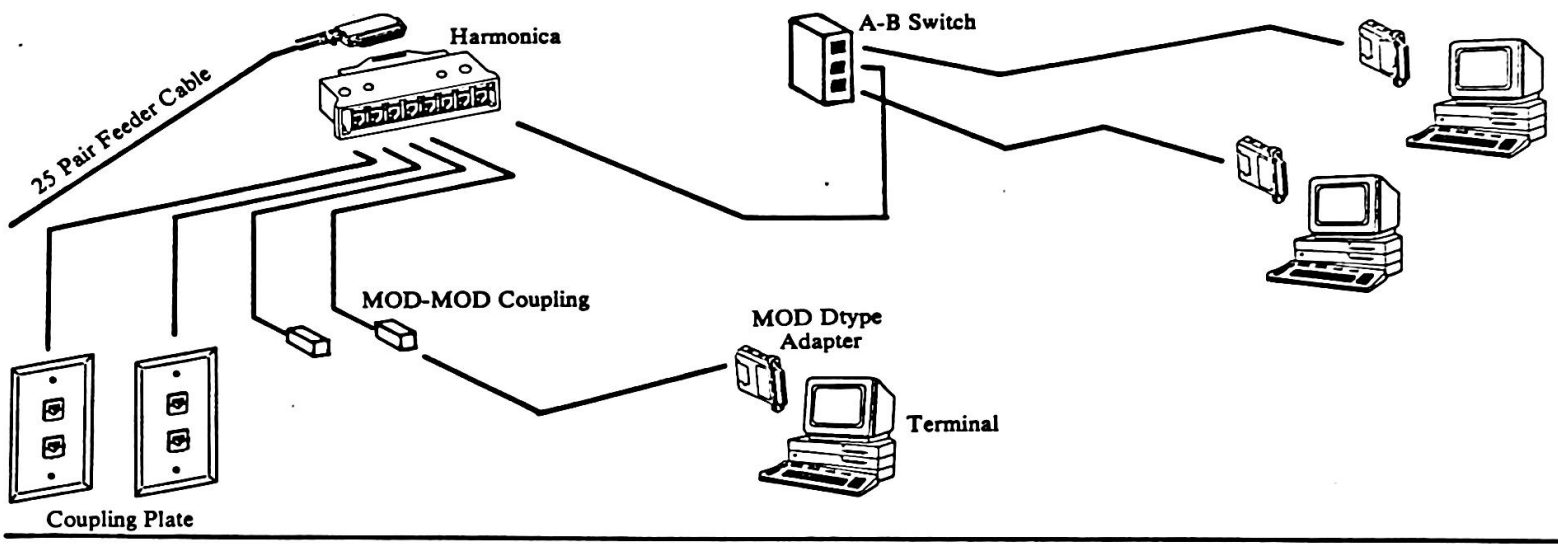 A-B Switch
Harmonica
25 Pair Feeder Cable
MOD-MOD Coupling
MOD Dtype
Adapter
Terminal
Coupling Plate